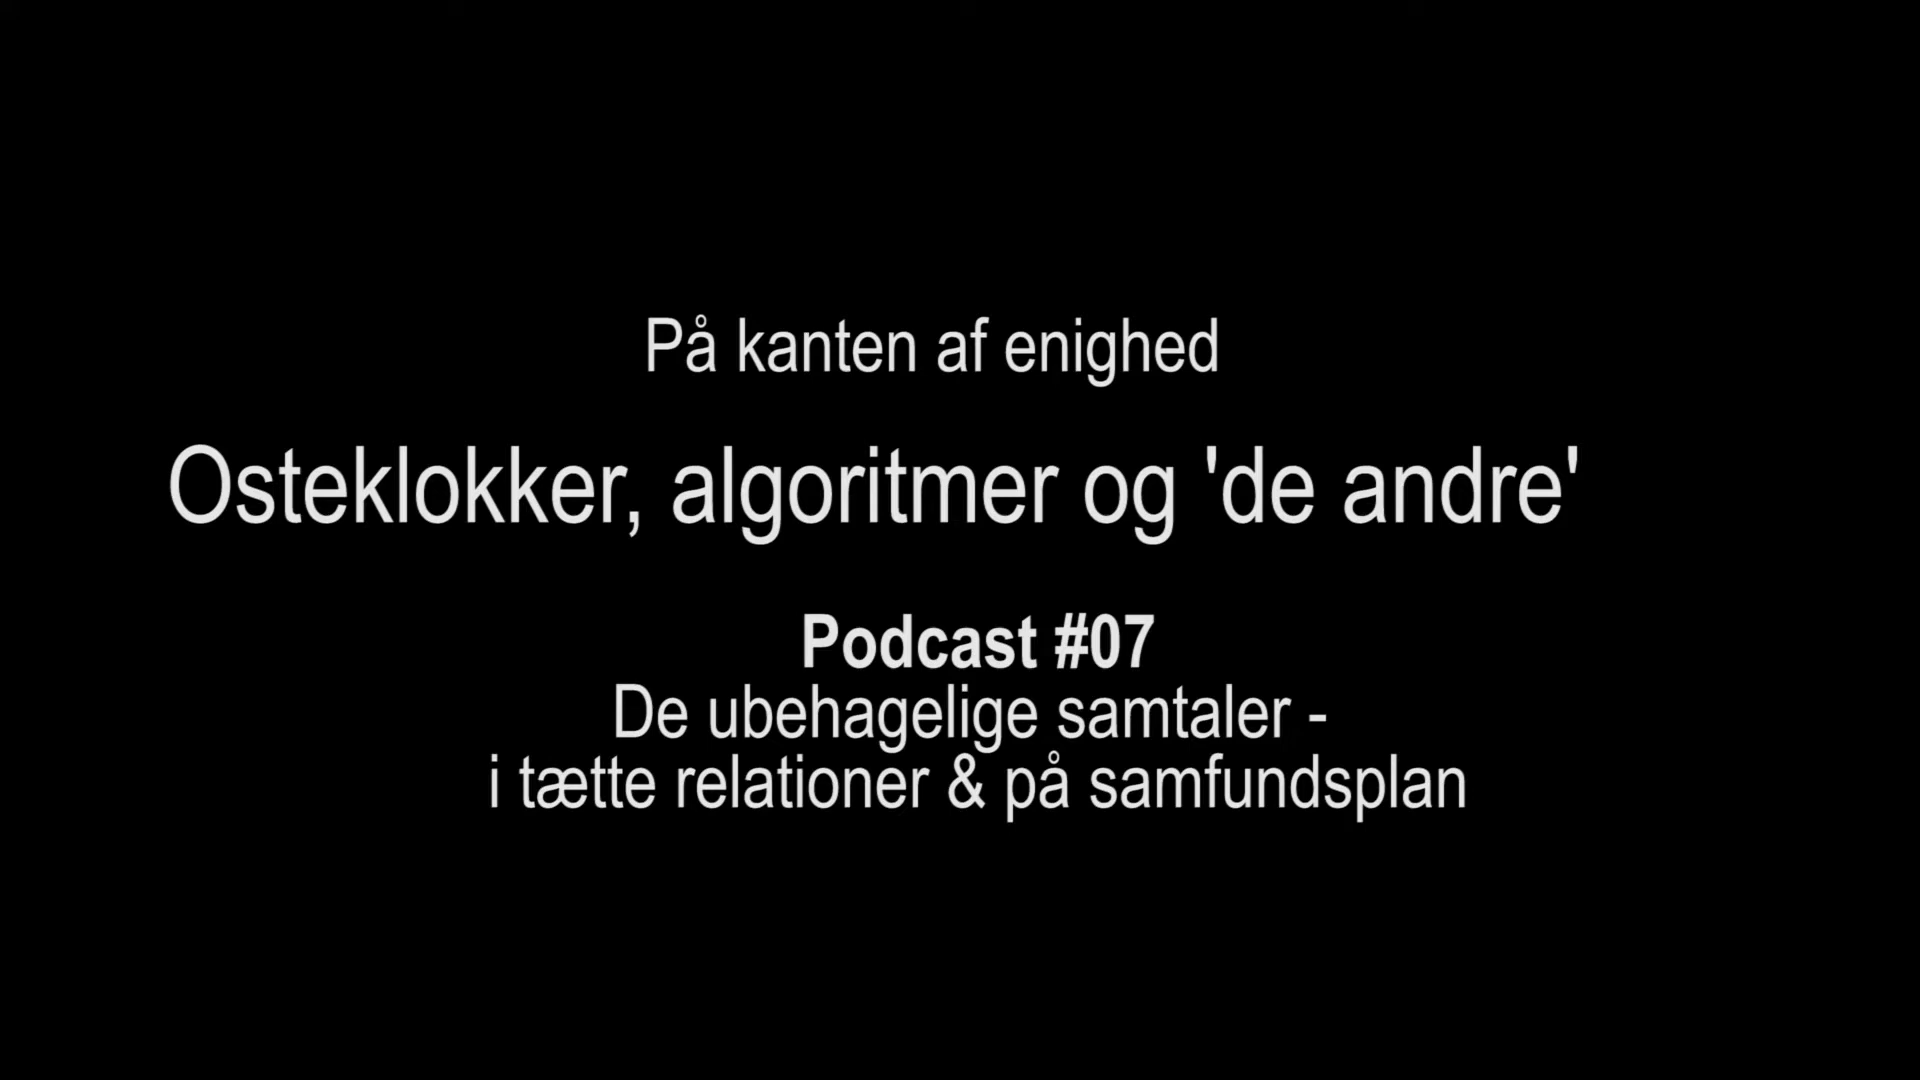 På kanten af enighed
Osteklokker, algoritmer og 'de andre'
Podcast #07
De ubehagelige samtaler -
i tætte relationer & på samfundsplan